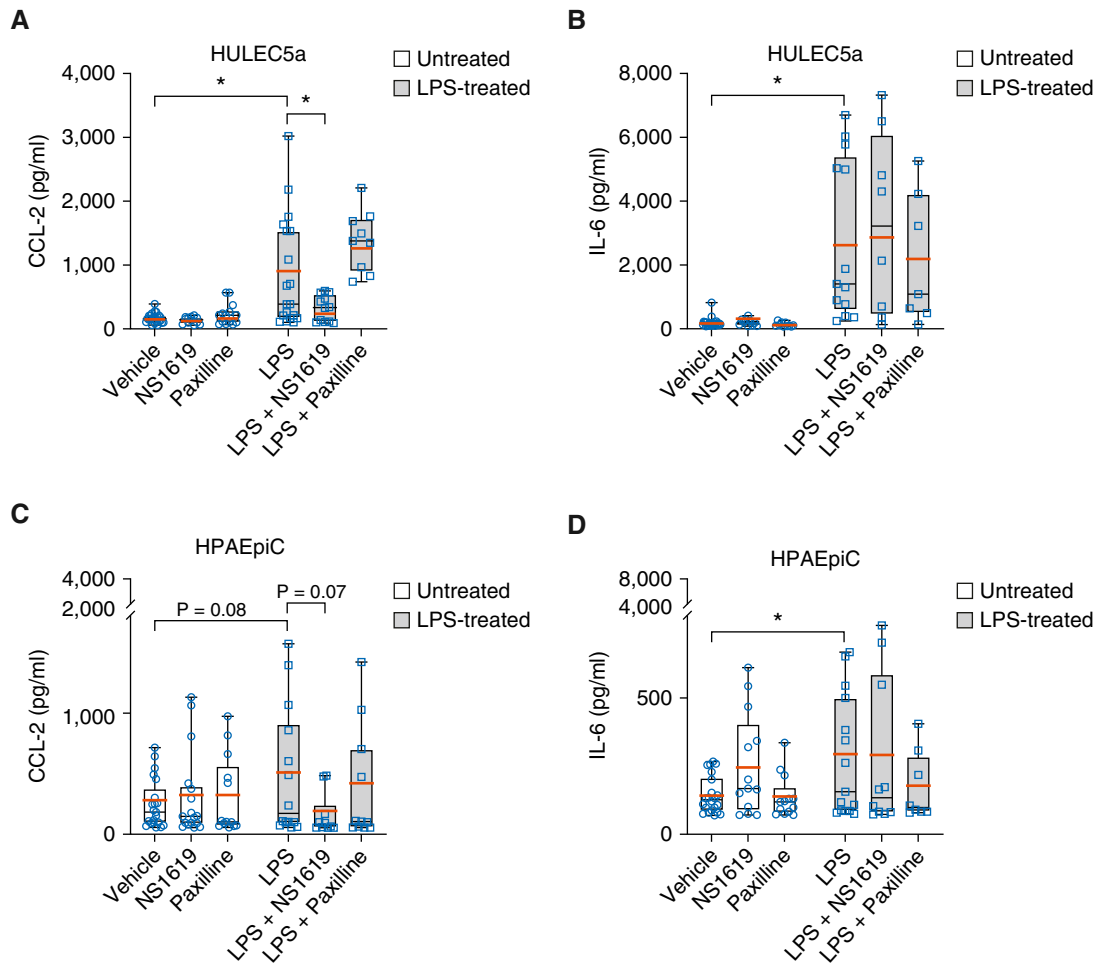 A
HULEC5a
Untreated
LPS-treated
CCL-2 (pg/ml)
4,000
3,000
2,000
1,000
0
*
*
Vehicle
NS1619
Paxilline
LPS
LPS + NS1619
LPS + Paxilline
B
HULEC5a
Untreated
LPS-treated
IL-6 (pg/ml)
8,000
6,000
4,000
2,000
0
*
Vehicle
NS1619
Paxilline
LPS
LPS + NS1619
LPS + Paxilline
C
HPAEpiC
Untreated
LPS-treated
CCL-2 (pg/ml)
4,000
2,000
1,000
0
P = 0.08
P = 0.07
Vehicle
NS1619
Paxilline
LPS
LPS + NS1619
LPS + Paxilline
D
HPAEpiC
Untreated
LPS-treated
IL-6 (pg/ml)
8,000
4,000
500
0
*
Vehicle
NS1619
Paxilline
LPS
LPS + NS1619
LPS + Paxilline